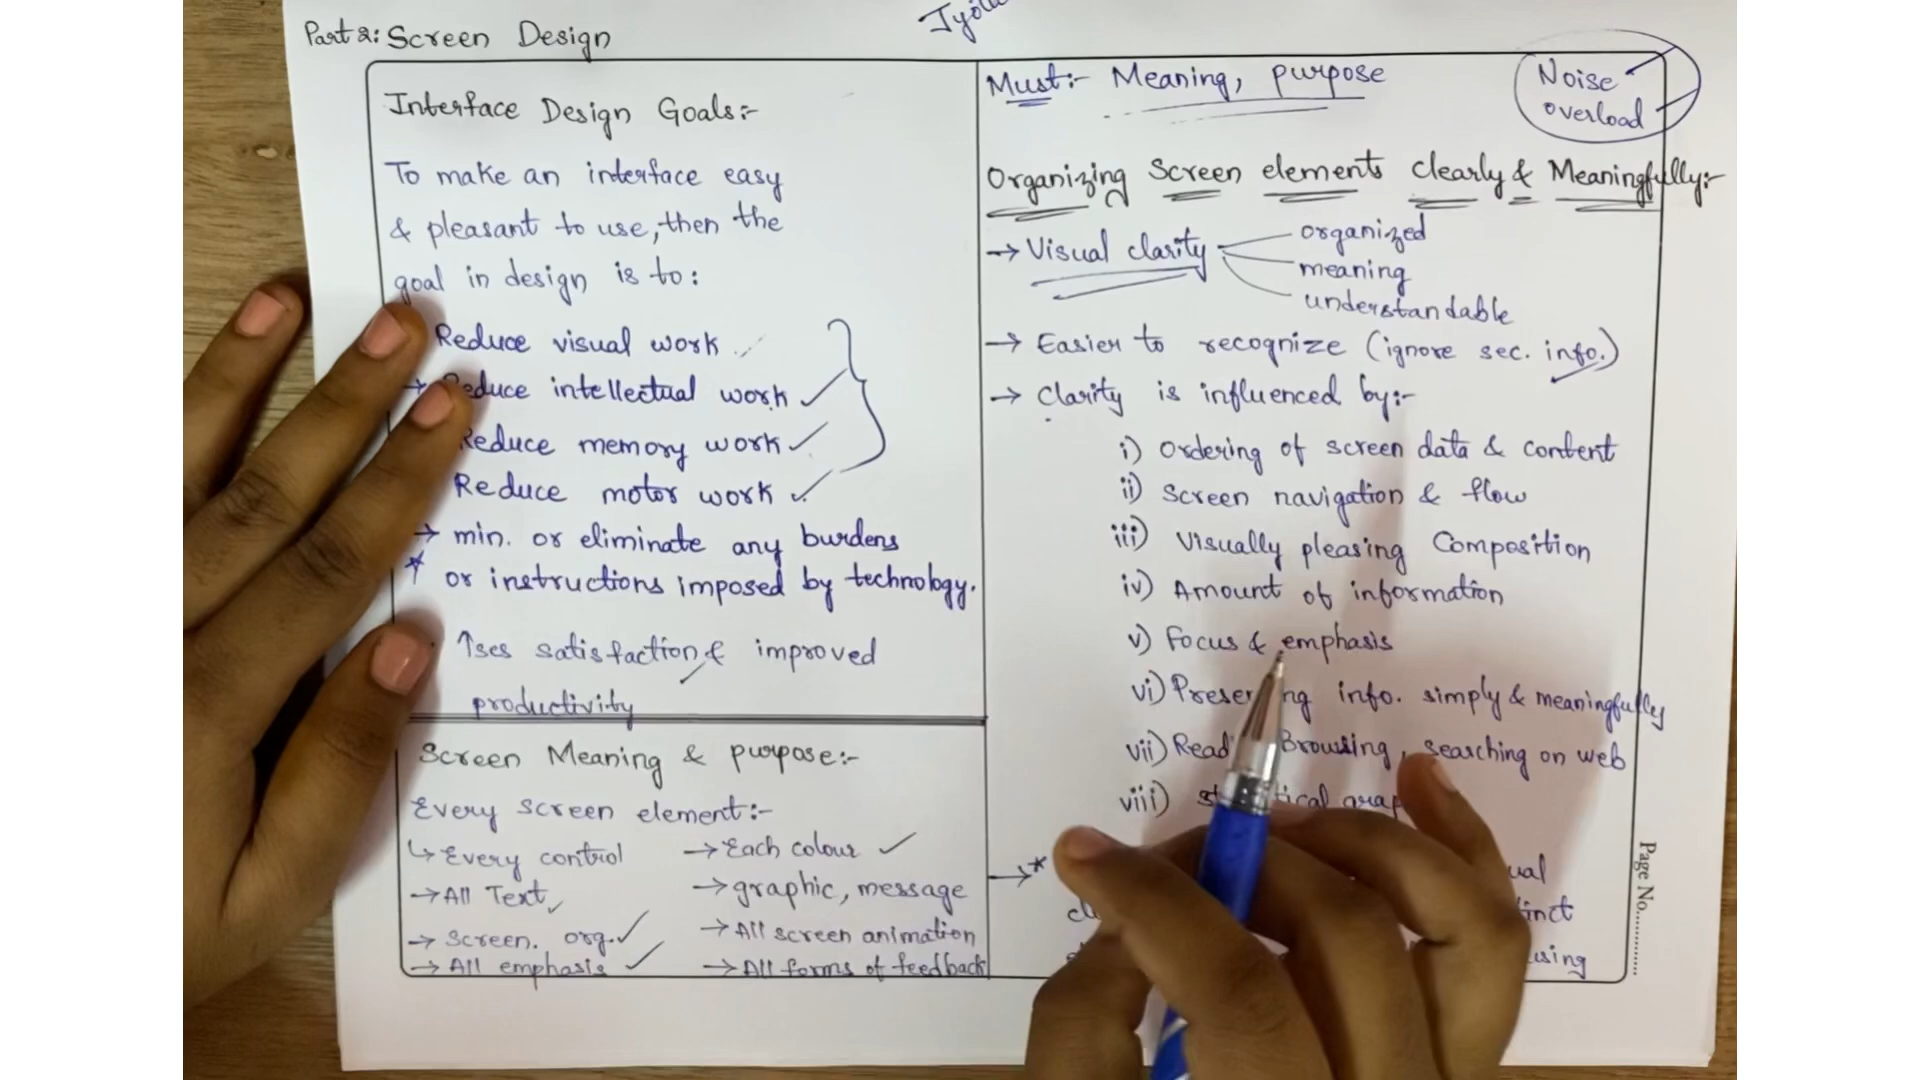 Part 2: Screen Design
Interface Design Goals:-
To make an interface easy
& pleasant to use, then the
goal in design is to:
Reduce visual work
→ Reduce intellectual work
Reduce memory work
Reduce motor work
→ min. or eliminate any burdens
* or instructions imposed by technology.
↑ses satisfaction & improved
productivity
Screen Meaning & purpose:-
Every screen element:-
↳ Every control
→ All Text
→ Screen. org.
→ All emphasis
→ Each colour
→ graphic, message
→ All screen animation
→ All forms of feedback
Must:- Meaning, purpose
Noise
overload
Organizing Screen elements clearly & Meaningfully:-
→ Visual clarity
organized
meaning
understandable
→ Easier to recognize (ignore sec. info.)
→ Clarity is influenced by:-
i) Ordering of screen data & content
ii) Screen navigation & flow
iii) Visually pleasing Composition
iv) Amount of information
v) Focus & emphasis
vi) Presenting info. simply & meaningfully
vii) Browsing, searching on web
viii)
→*
Page No.............